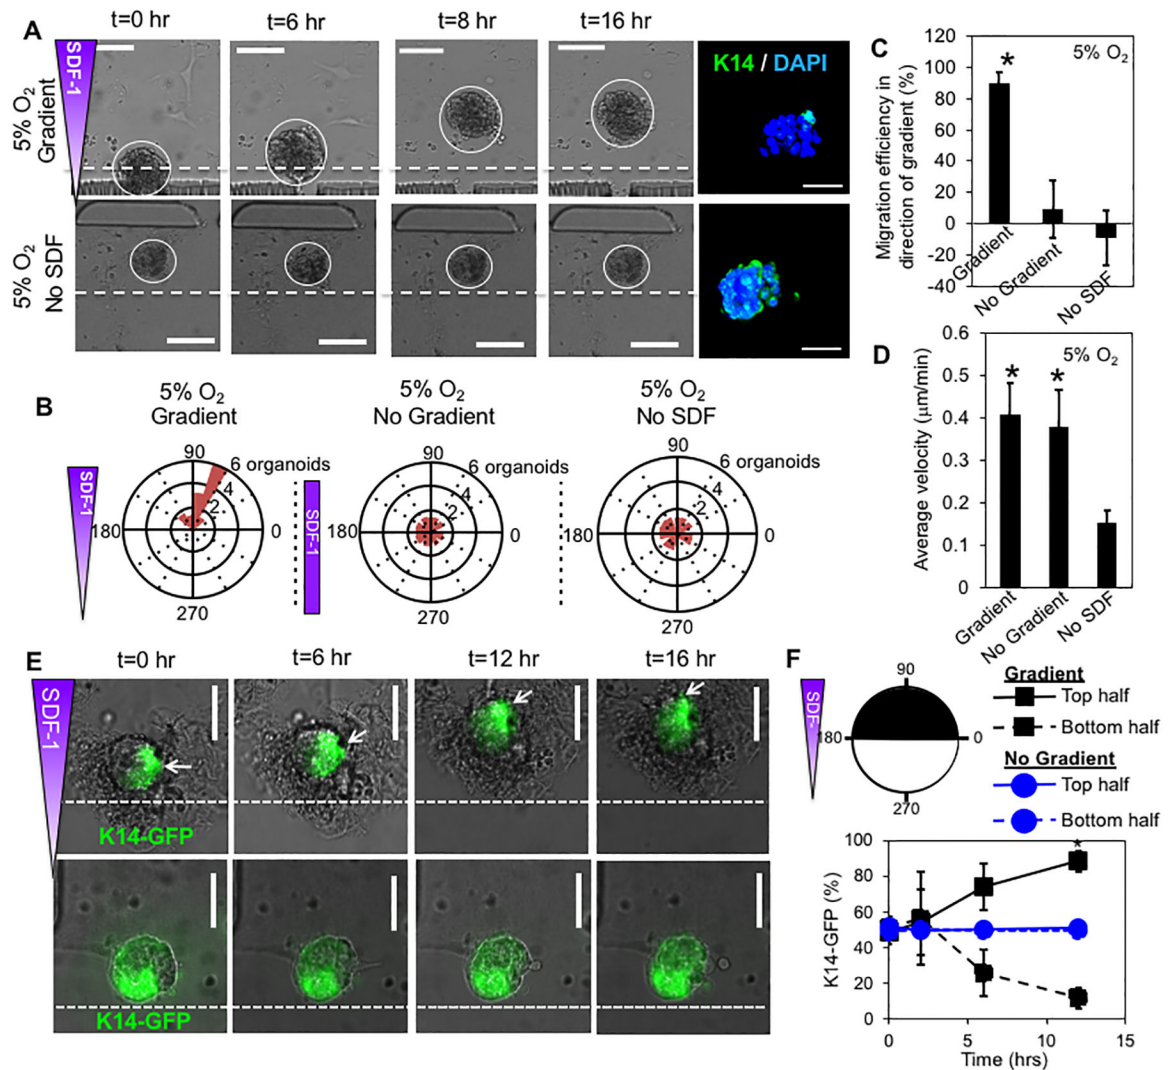 A
t=0 hr
t=6 hr
t=8 hr
t=16 hr
SDF-1
5% O₂
Gradient
K14 / DAPI
5% O₂
No SDF
C
5% O₂
Migration efficiency in
direction of gradient (%)
120
100
80
60
40
20
0
-20
-40
*
Gradient
No Gradient
No SDF
D
5% O₂
Average velocity (μm/min)
0.6
0.5
0.4
0.3
0.2
0.1
0
*
*
Gradient
No Gradient
No SDF
B
5% O₂
Gradient
5% O₂
No Gradient
5% O₂
No SDF
SDF-1
90
6 organoids
4
2
180
0
270
SDF-1
90
6 organoids
4
2
0
270
90
6 organoids
4
2
180
0
270
E
t=0 hr
t=6 hr
t=12 hr
t=16 hr
SDF-1
K14-GFP
K14-GFP
F
SDF-
90
180
0
270
Gradient
Top half
Bottom half
No Gradient
Top half
Bottom half
K14-GFP (%)
100
80
60
40
20
0
*
0
5
10
15
Time (hrs)